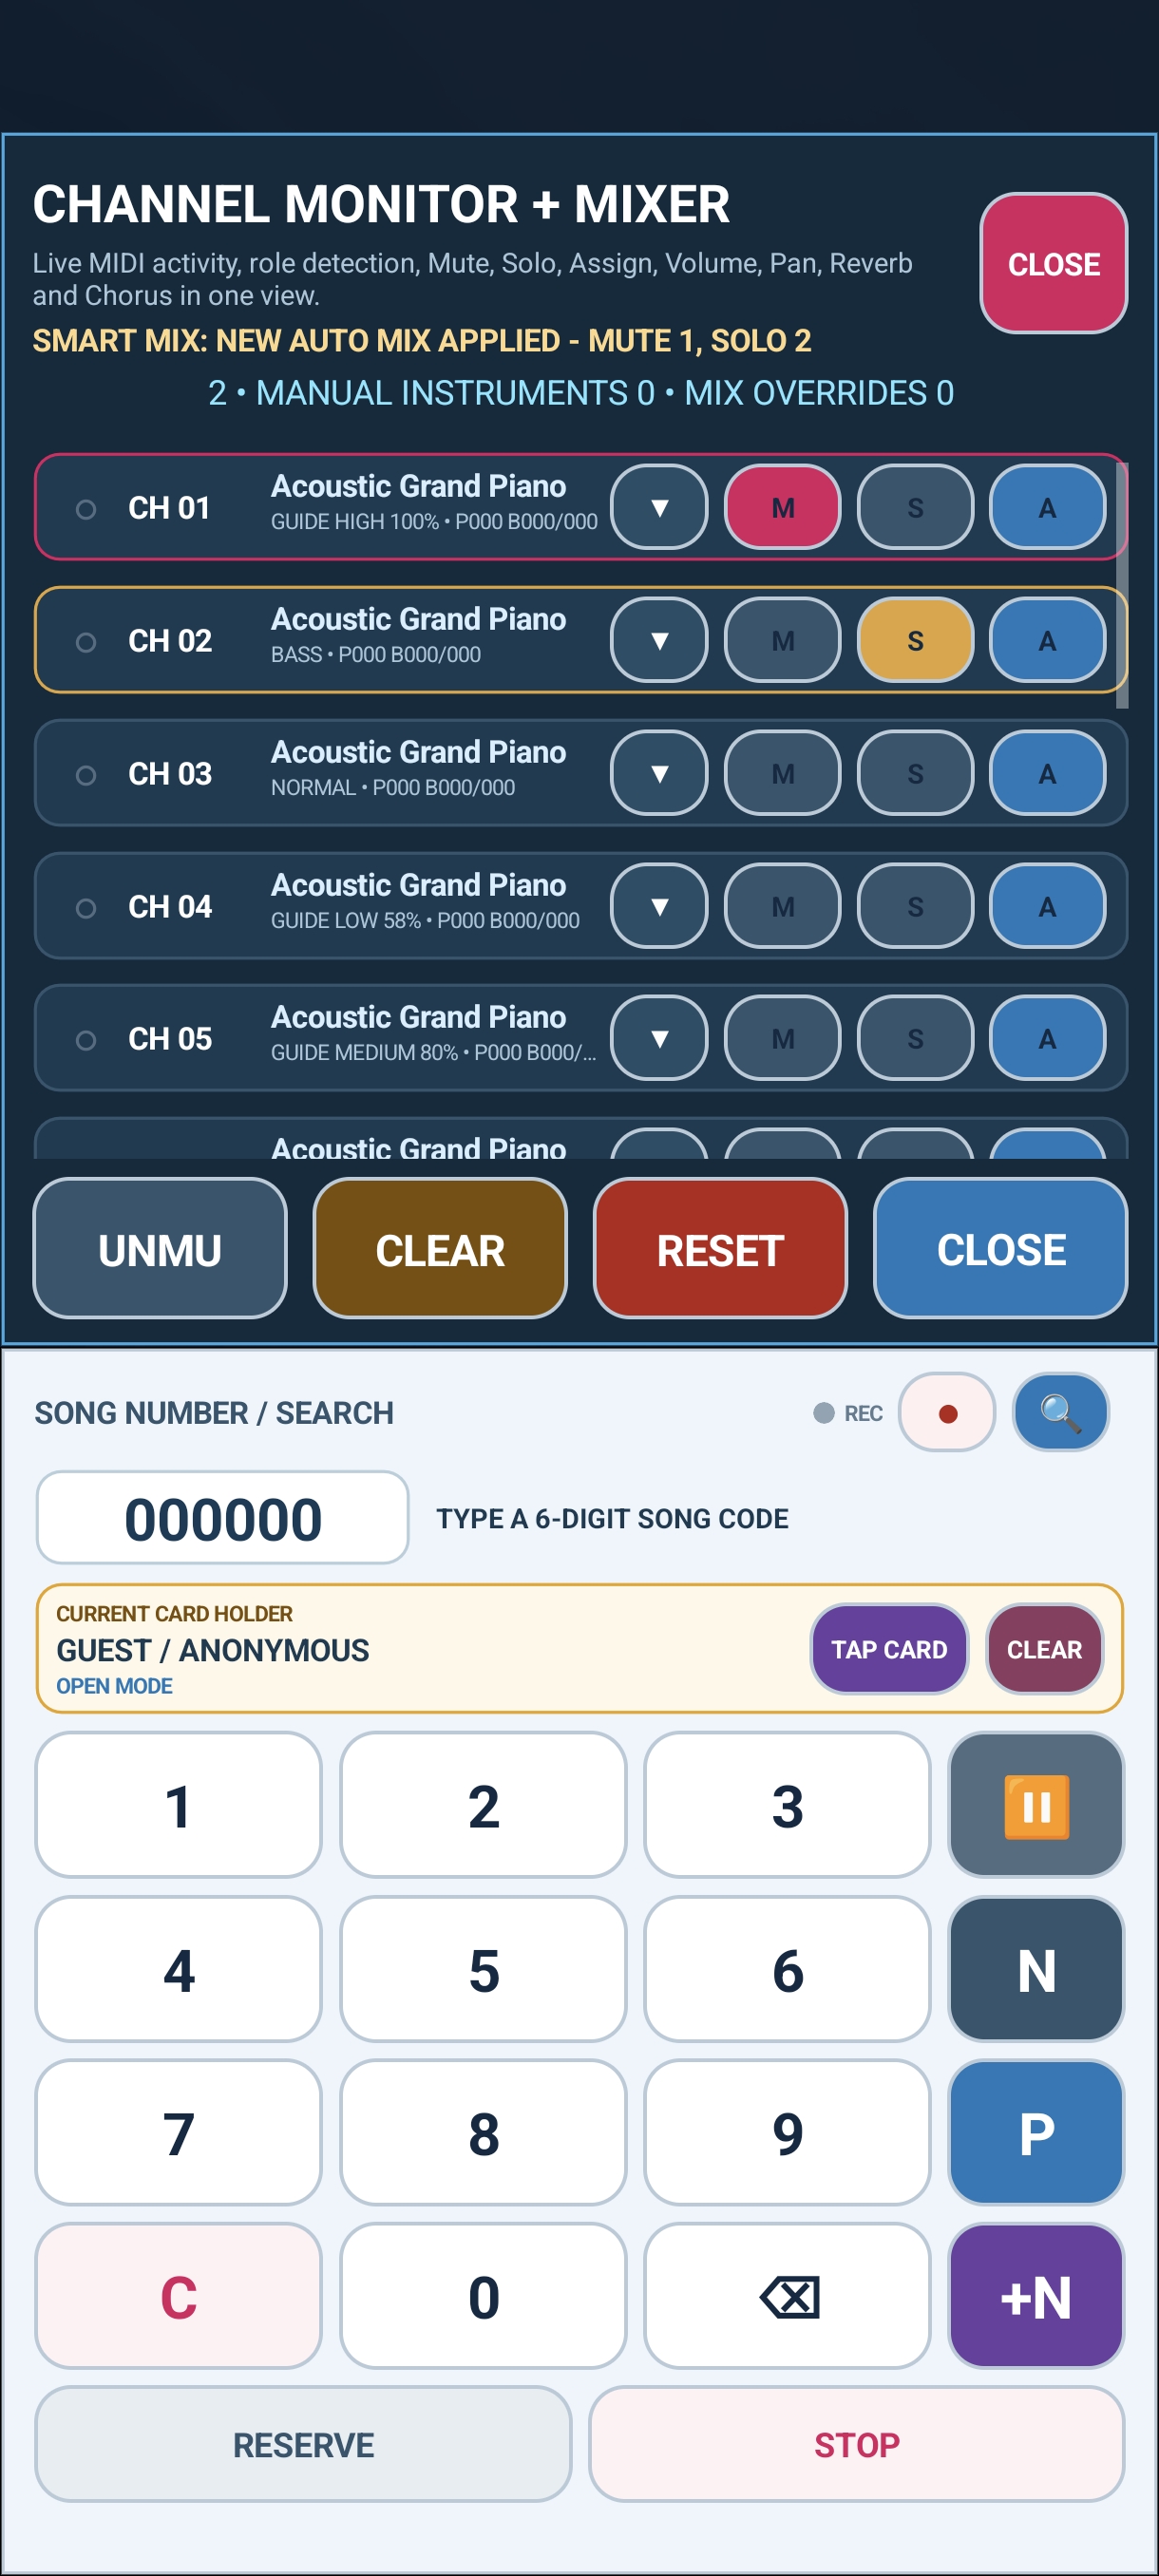 CHANNEL MONITOR + MIXER
Live MIDI activity, role detection, Mute, Solo, Assign, Volume, Pan, Reverb
and Chorus in one view.
CLOSE
SMART MIX: NEW AUTO MIX APPLIED - MUTE 1, SOLO 2
2 • MANUAL INSTRUMENTS 0 • MIX OVERRIDES 0
CH 01
Acoustic Grand Piano
GUIDE HIGH 100% • P000 B000/000
▼ M S A
CH 02
Acoustic Grand Piano
BASS • P000 B000/000
▼ M S A
CH 03
Acoustic Grand Piano
NORMAL • P000 B000/000
▼ M S A
CH 04
Acoustic Grand Piano
GUIDE LOW 58% • P000 B000/000
▼ M S A
CH 05
Acoustic Grand Piano
GUIDE MEDIUM 80% • P000 B000/...
▼ M S A
Acoustic Grand Piano
UNMU CLEAR RESET CLOSE
SONG NUMBER / SEARCH
REC
000000
TYPE A 6-DIGIT SONG CODE
CURRENT CARD HOLDER
GUEST / ANONYMOUS
OPEN MODE
TAP CARD CLEAR
1 2 3
4 5 6 N
7 8 9 P
C 0 ⌫ +N
RESERVE STOP